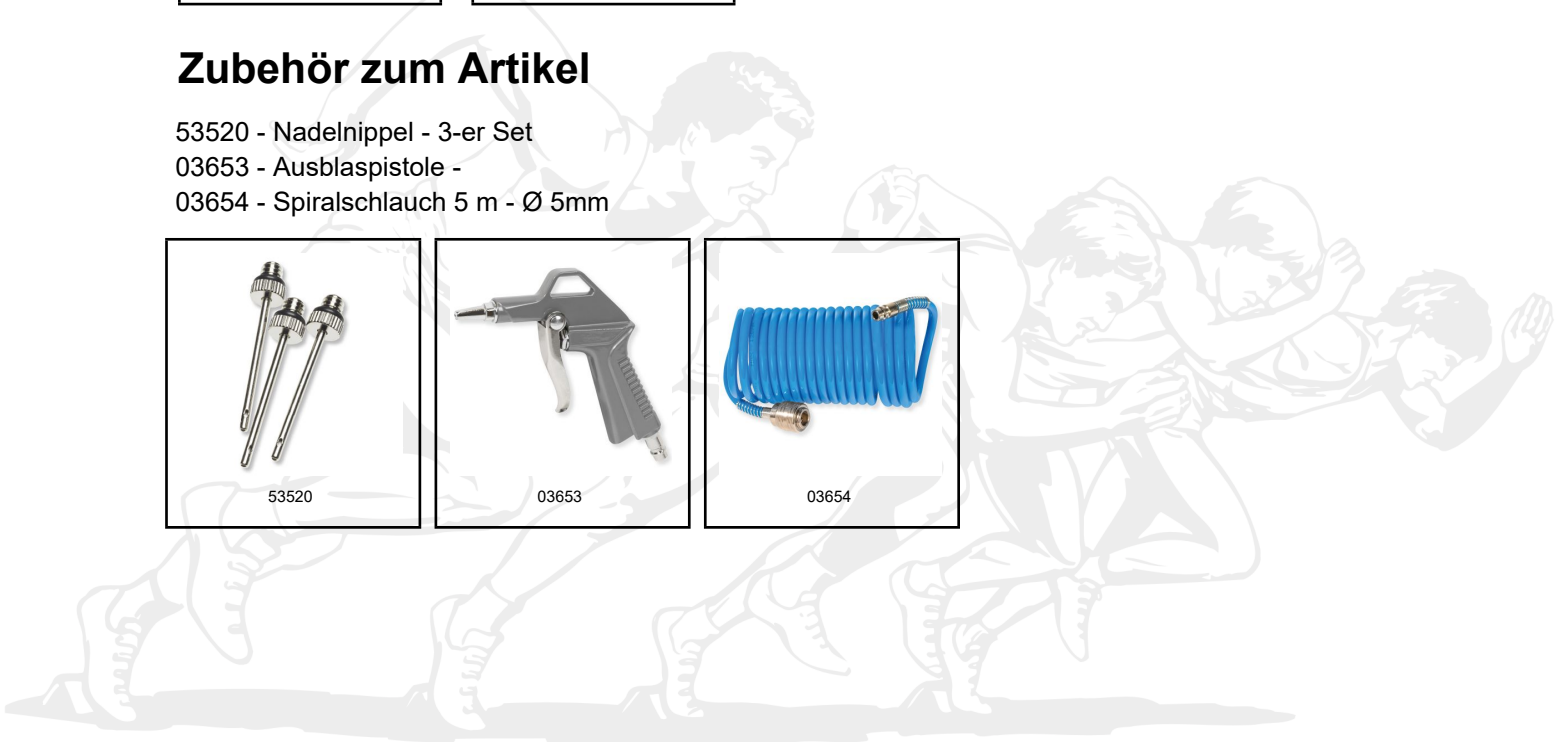 Zubehör zum Artikel
53520 - Nadelnippel - 3-er Set
03653 - Ausblaspistole -
03654 - Spiralschlauch 5 m - Ø 5mm
53520
03653
03654